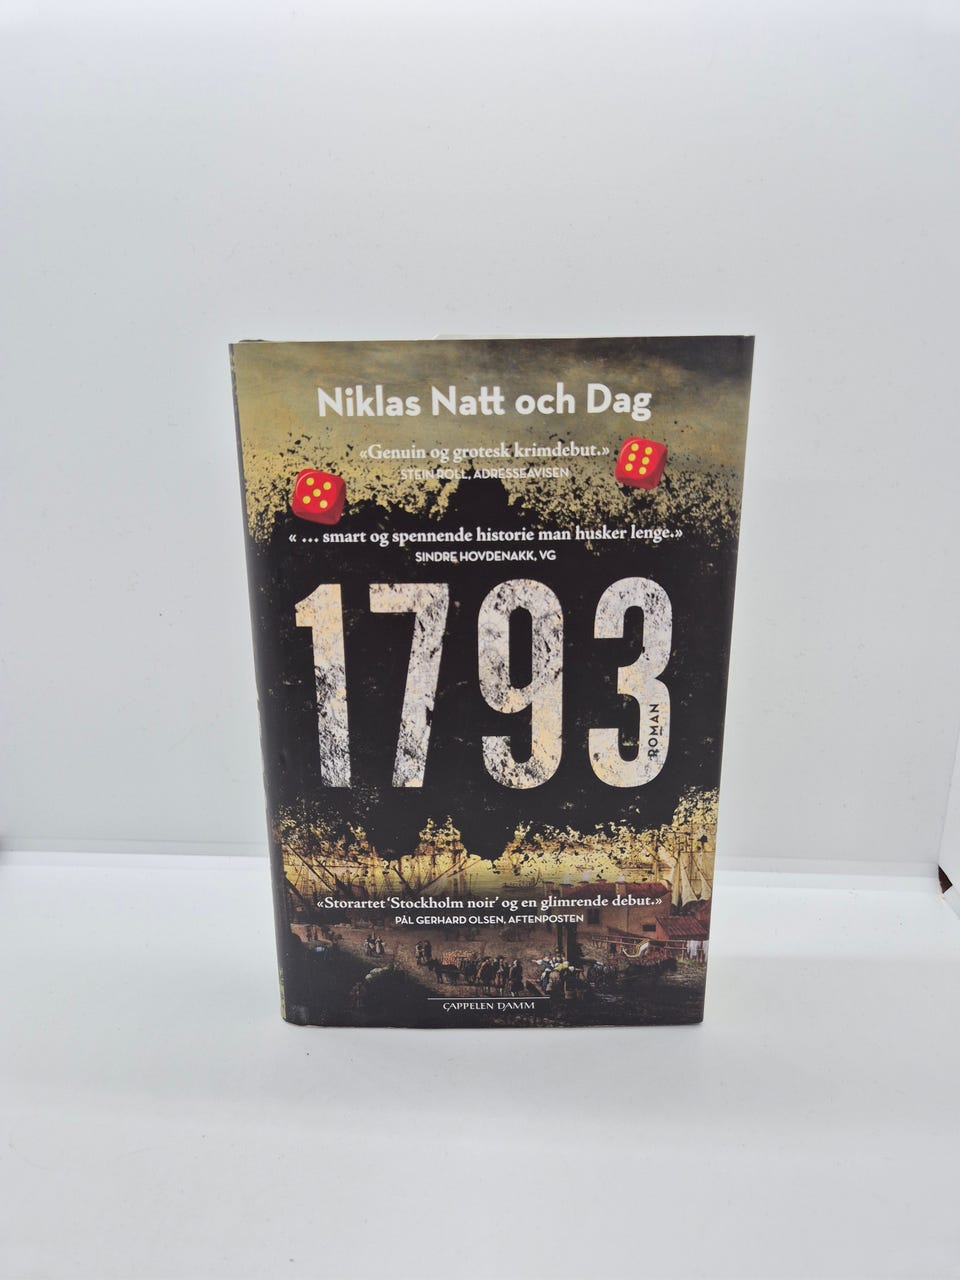 Niklas Natt och Dag
«Genuin og grotesk krimdebut.»
STEIN ROLL, ADRESSEAVISEN
« ... smart og spennende historie man husker lenge.»
SINDRE HOVDENAKK, VG
1793
ROMAN
«Storartet ‘Stockholm noir’ og en glimrende debut.»
PÅL GERHARD OLSEN, AFTENPOSTEN
CAPPELEN DAMM